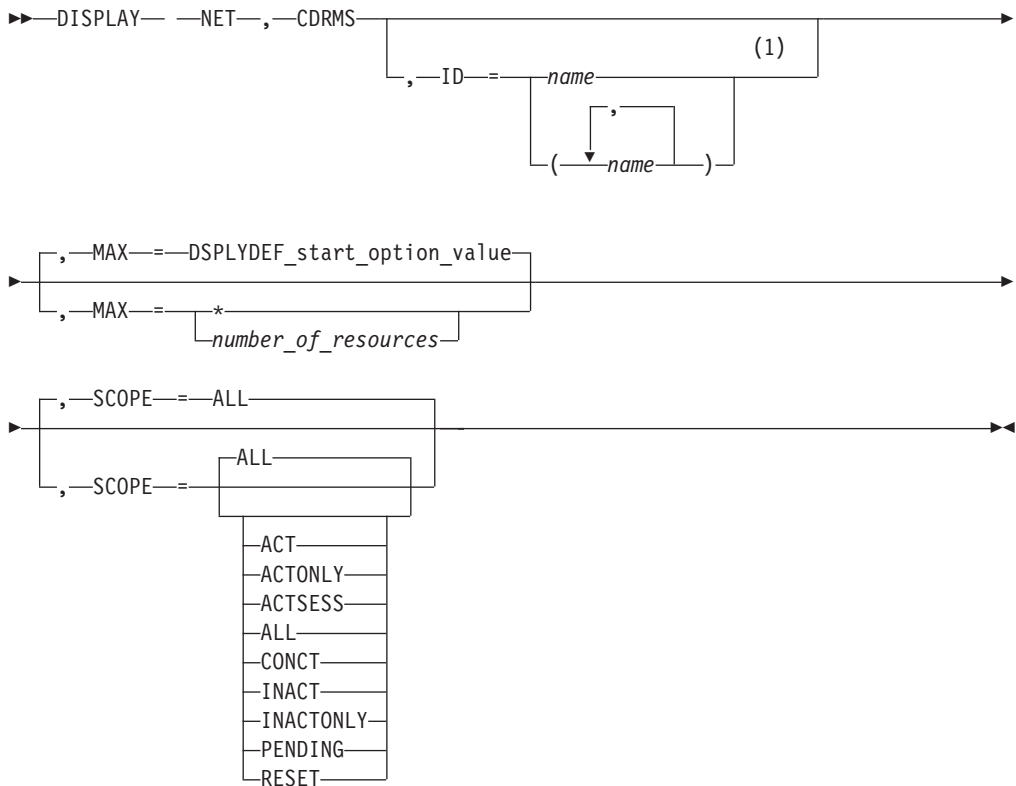 DISPLAY NET , CDRMS
(1)
, ID = name
,
( name )
, MAX = DSPLYDEF_start_option_value
, MAX = *
number_of_resources
, SCOPE = ALL
ALL
, SCOPE =
ACT
ACTONLY
ACTSESS
ALL
CONCT
INACT
INACTONLY
PENDING
RESET